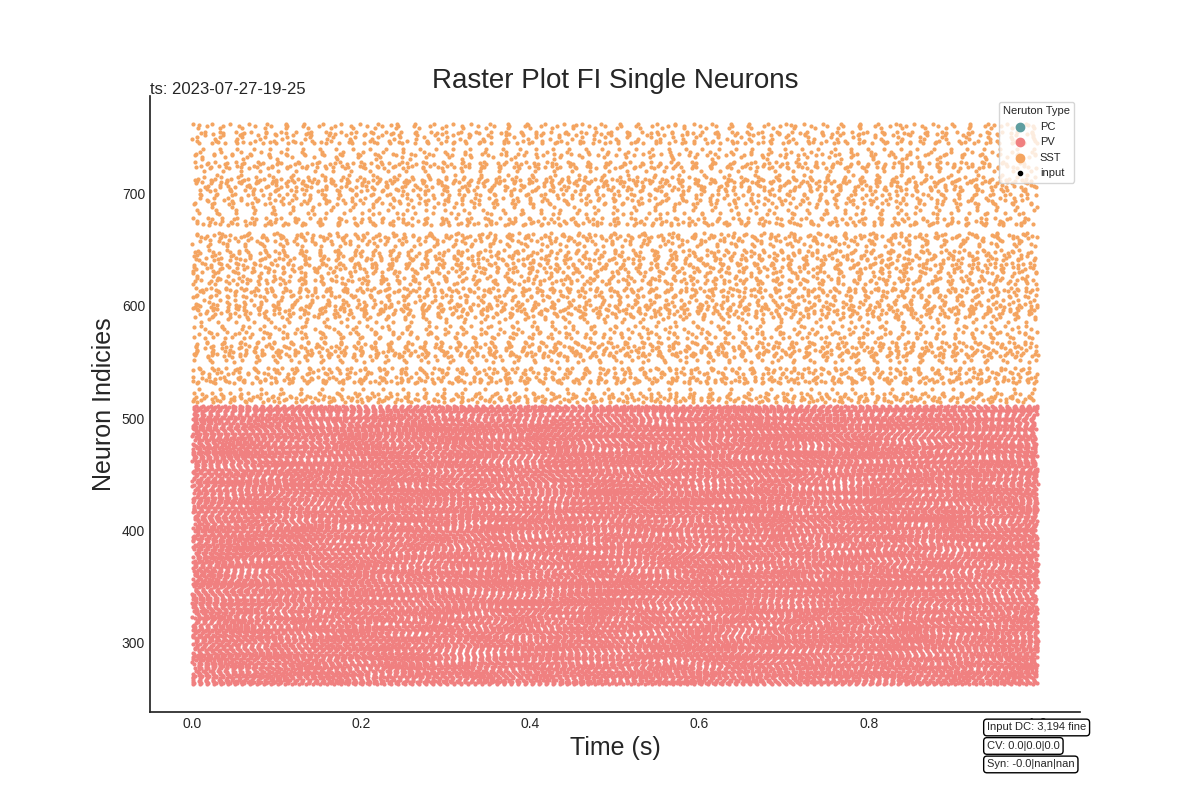 Raster Plot FI Single Neurons
ts: 2023-07-27-19-25
Neruton Type
PC
PV
SST
input
700
600
500
400
300
Neuron Indicies
0.0 0.2 0.4 0.6 0.8
Time (s)
Input DC: 3,194 fine
CV: 0.0|0.0|0.0
Syn: -0.0|nan|nan